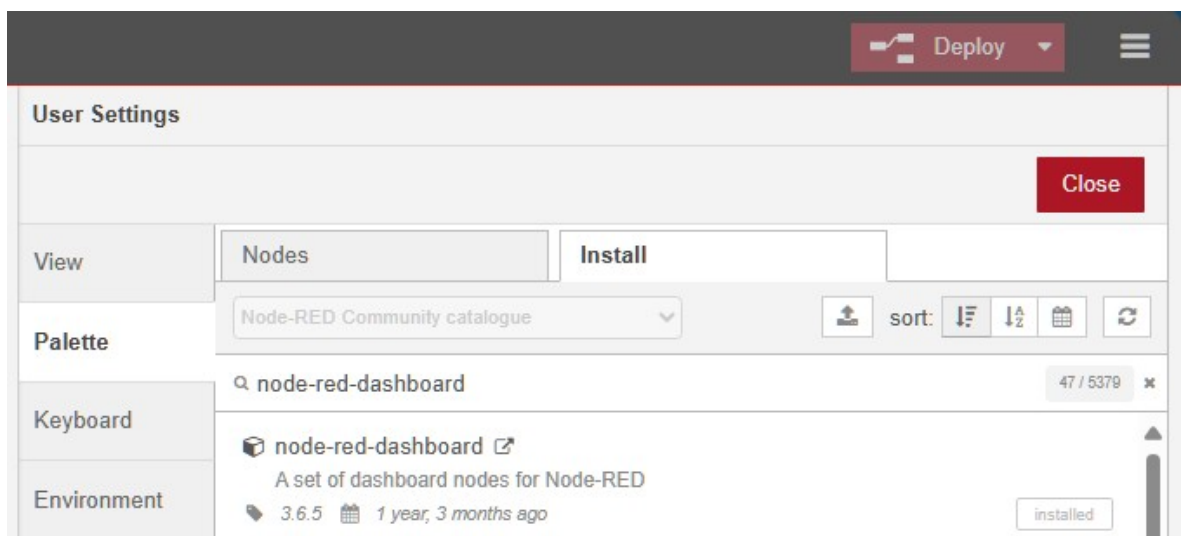 Deploy
User Settings
Close
View
Nodes
Install
Node-RED Community catalogue
sort:
Palette
node-red-dashboard
47 / 5379
Keyboard
node-red-dashboard
A set of dashboard nodes for Node-RED
Environment
3.6.5
1 year, 3 months ago
installed